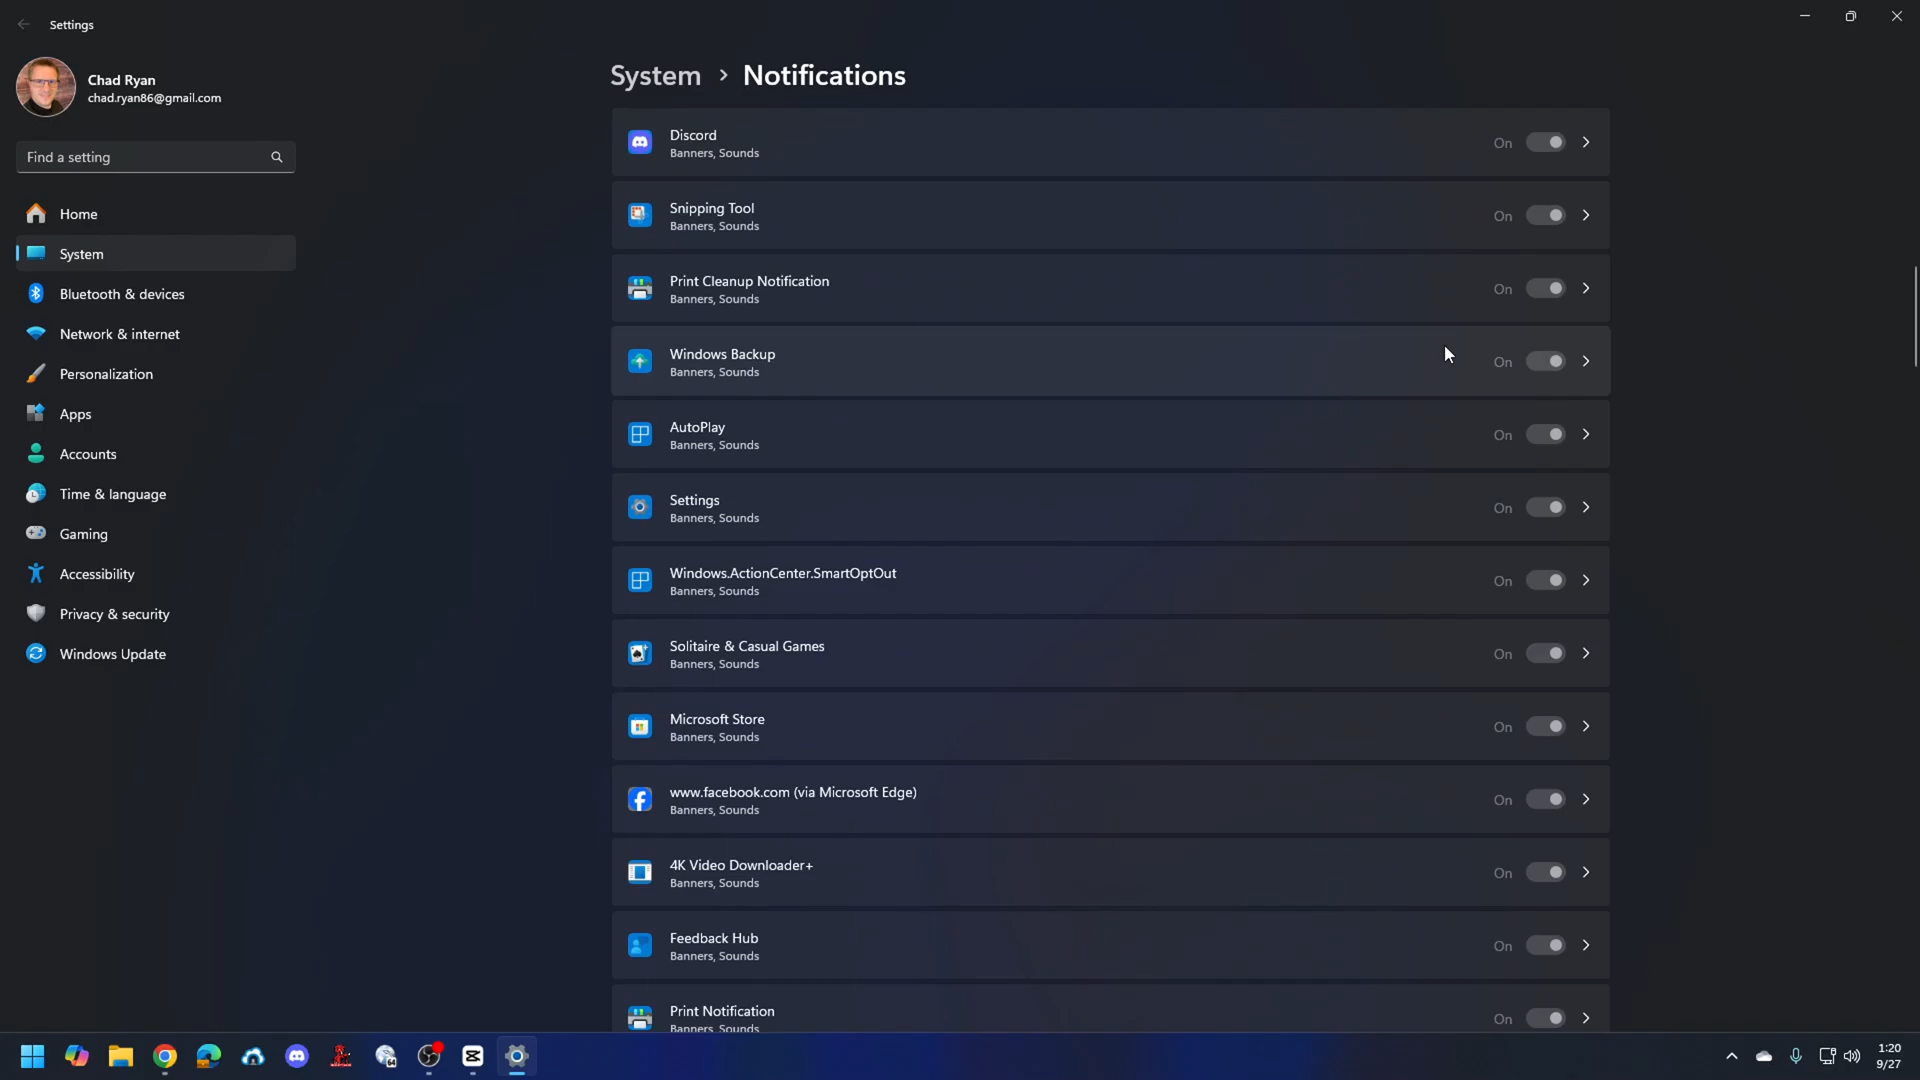 Settings
Chad Ryan
chad.ryan86@gmail.com
Find a setting
Home
System
Bluetooth & devices
Network & internet
Personalization
Apps
Accounts
Time & language
Gaming
Accessibility
Privacy & security
Windows Update
System > Notifications
Discord
Banners, Sounds
On
Snipping Tool
Banners, Sounds
On
Print Cleanup Notification
Banners, Sounds
On
Windows Backup
Banners, Sounds
On
AutoPlay
Banners, Sounds
On
Settings
Banners, Sounds
On
Windows.ActionCenter.SmartOptOut
Banners, Sounds
On
Solitaire & Casual Games
Banners, Sounds
On
Microsoft Store
Banners, Sounds
On
www.facebook.com (via Microsoft Edge)
Banners, Sounds
On
4K Video Downloader+
Banners, Sounds
On
Feedback Hub
Banners, Sounds
On
Print Notification
Banners, Sounds
On
1:20
9/27